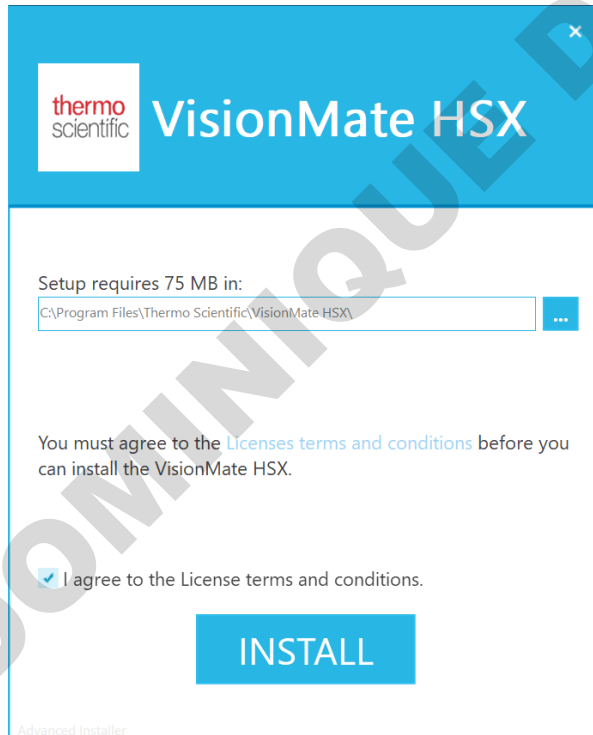 ×
thermo
scientific
VisionMate HSX
Setup requires 75 MB in:
C:\Program Files\Thermo Scientific\VisionMate HSX\
...
You must agree to the Licenses terms and conditions before you
can install the VisionMate HSX.
I agree to the License terms and conditions.
INSTALL
Advanced Installer
DOMINIQUE D